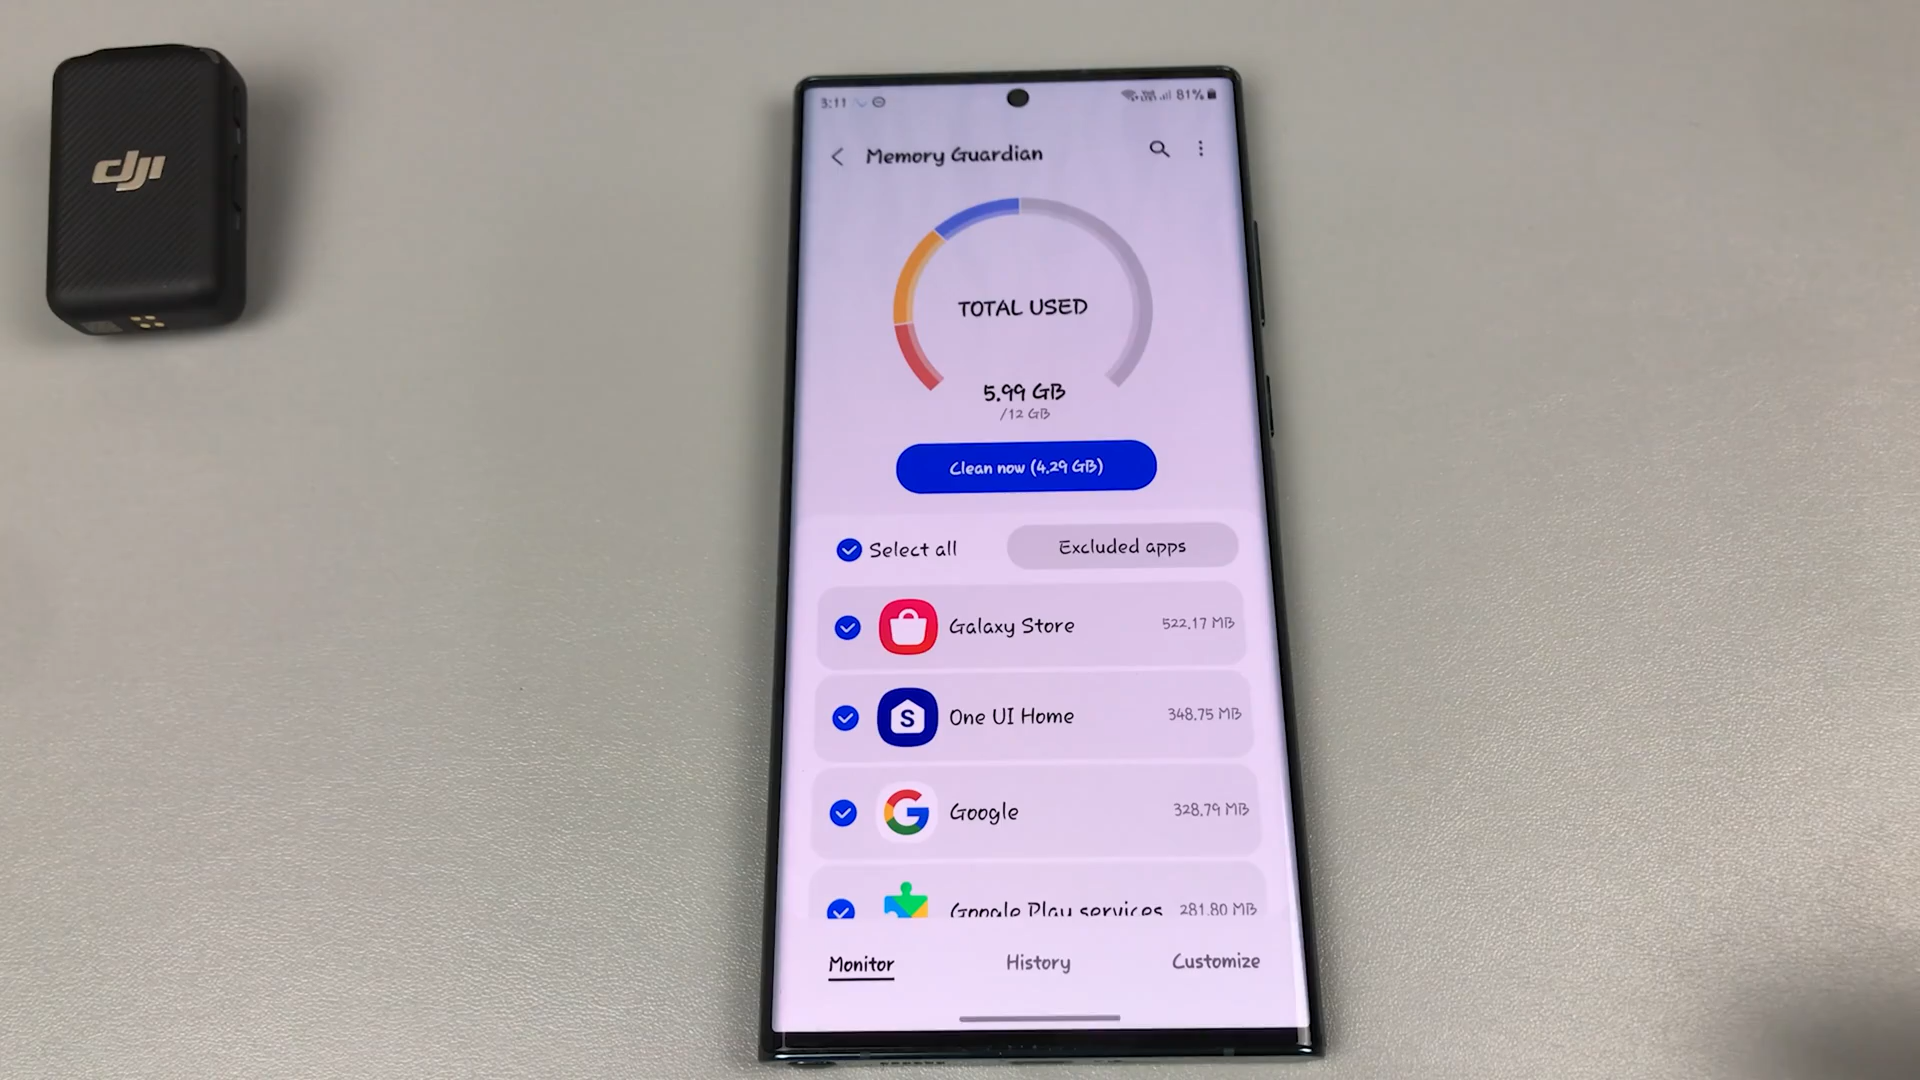 dji
3:11
81%
Memory Guardian
TOTAL USED
5.99 GB
/12 GB
Clean now (4.29 GB)
Select all
Excluded apps
Galaxy Store
522.17 MB
One UI Home
348.75 MB
Google
328.79 MB
Google Play services
281.80 MB
Monitor
History
Customize